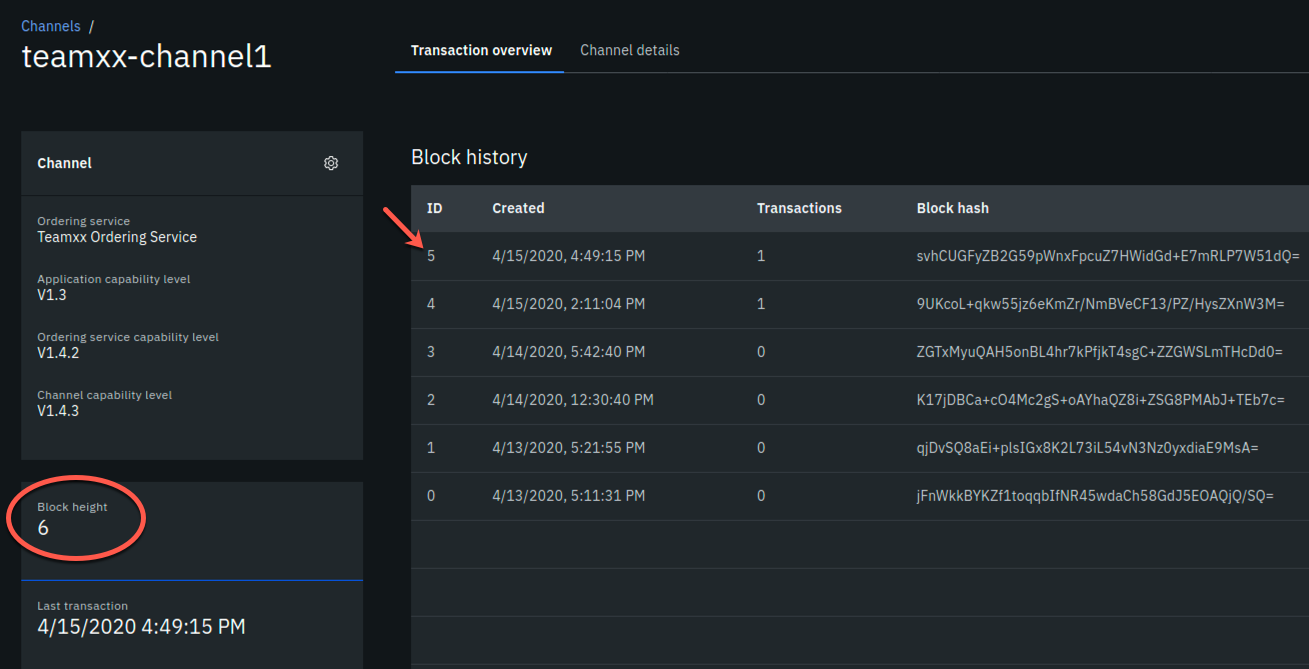 Channels /
teamxx-channel1
Transaction overview Channel details
Channel
Ordering service
Teamxx Ordering Service
Application capability level
V1.3
Ordering service capability level
V1.4.2
Channel capability level
V1.4.3
Block height
6
Last transaction
4/15/2020 4:49:15 PM
Block history
ID Created Transactions Block hash
5 4/15/2020, 4:49:15 PM 1 svhCUGFyZB2G59pWnxFpcuZ7HWidGd+E7mRLP7W51dQ=
4 4/15/2020, 2:11:04 PM 1 9UKcoL+qkw55jz6eKmZr/NmBVeCF13/PZ/HysZXnW3M=
3 4/14/2020, 5:42:40 PM 0 ZGTxMyuQAH5onBL4hr7kPfjkT4sgC+ZZGWSLmTHcDd0=
2 4/14/2020, 12:30:40 PM 0 K17jDBCa+cO4Mc2gS+oAYhaQZ8i+ZSG8PMAbJ+TEb7c=
1 4/13/2020, 5:21:55 PM 0 qjDvSQ8aEi+plsIGx8K2L73iL54vN3Nz0yxdiaE9MsA=
0 4/13/2020, 5:11:31 PM 0 jFnWkkBYKZf1toqqbIfNR45wdaCh58GdJ5EOAQjQ/SQ=